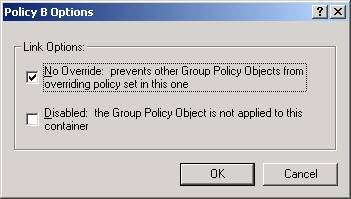 Policy B Options
Link Options:
No Override: prevents other Group Policy Objects from
overriding policy set in this one
Disabled: the Group Policy Object is not applied to this
container
OK
Cancel